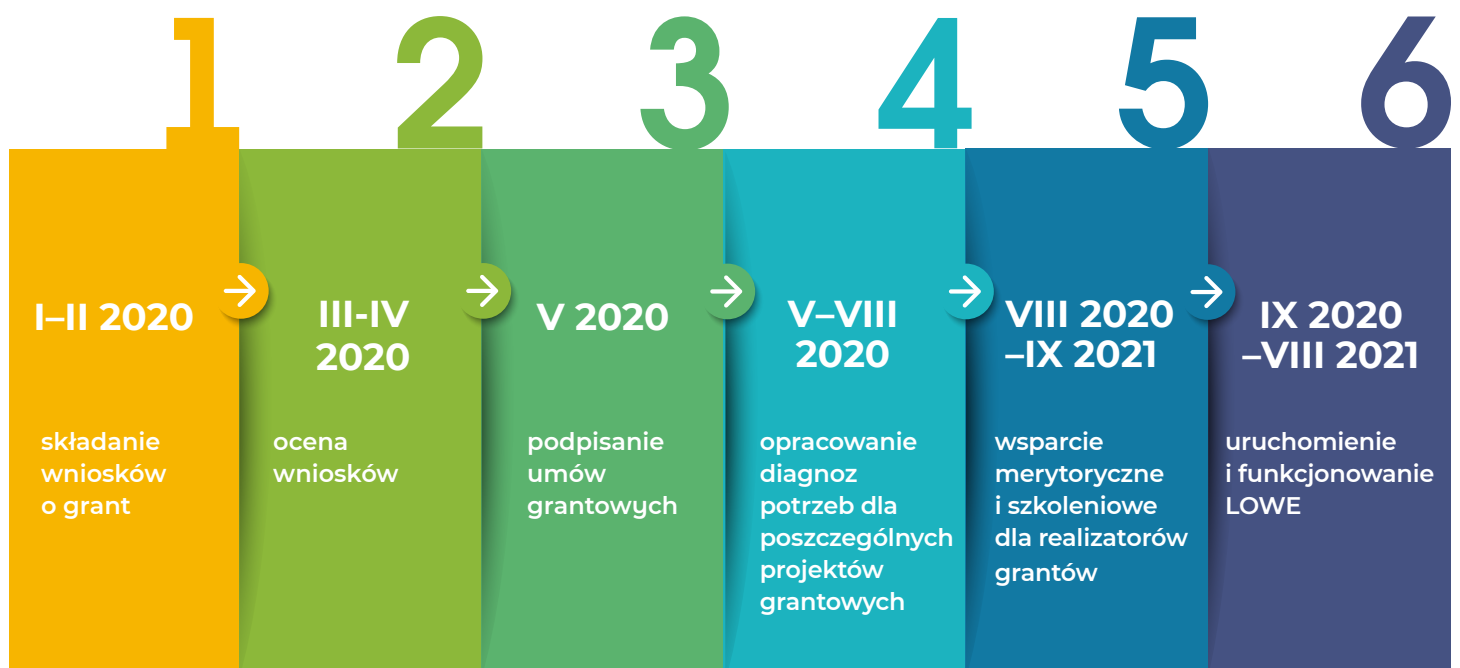 1
I–II 2020
składanie
wniosków
o grant
2
III-IV
2020
ocena
wniosków
3
V 2020
podpisanie
umów
grantowych
4
V–VIII
2020
opracowanie
diagnoz
potrzeb dla
poszczególnych
projektów
grantowych
5
VIII 2020
–IX 2021
wsparcie
merytoryczne
i szkoleniowe
dla realizatorów
grantów
6
IX 2020
–VIII 2021
uruchomienie
i funkcjonowanie
LOWE